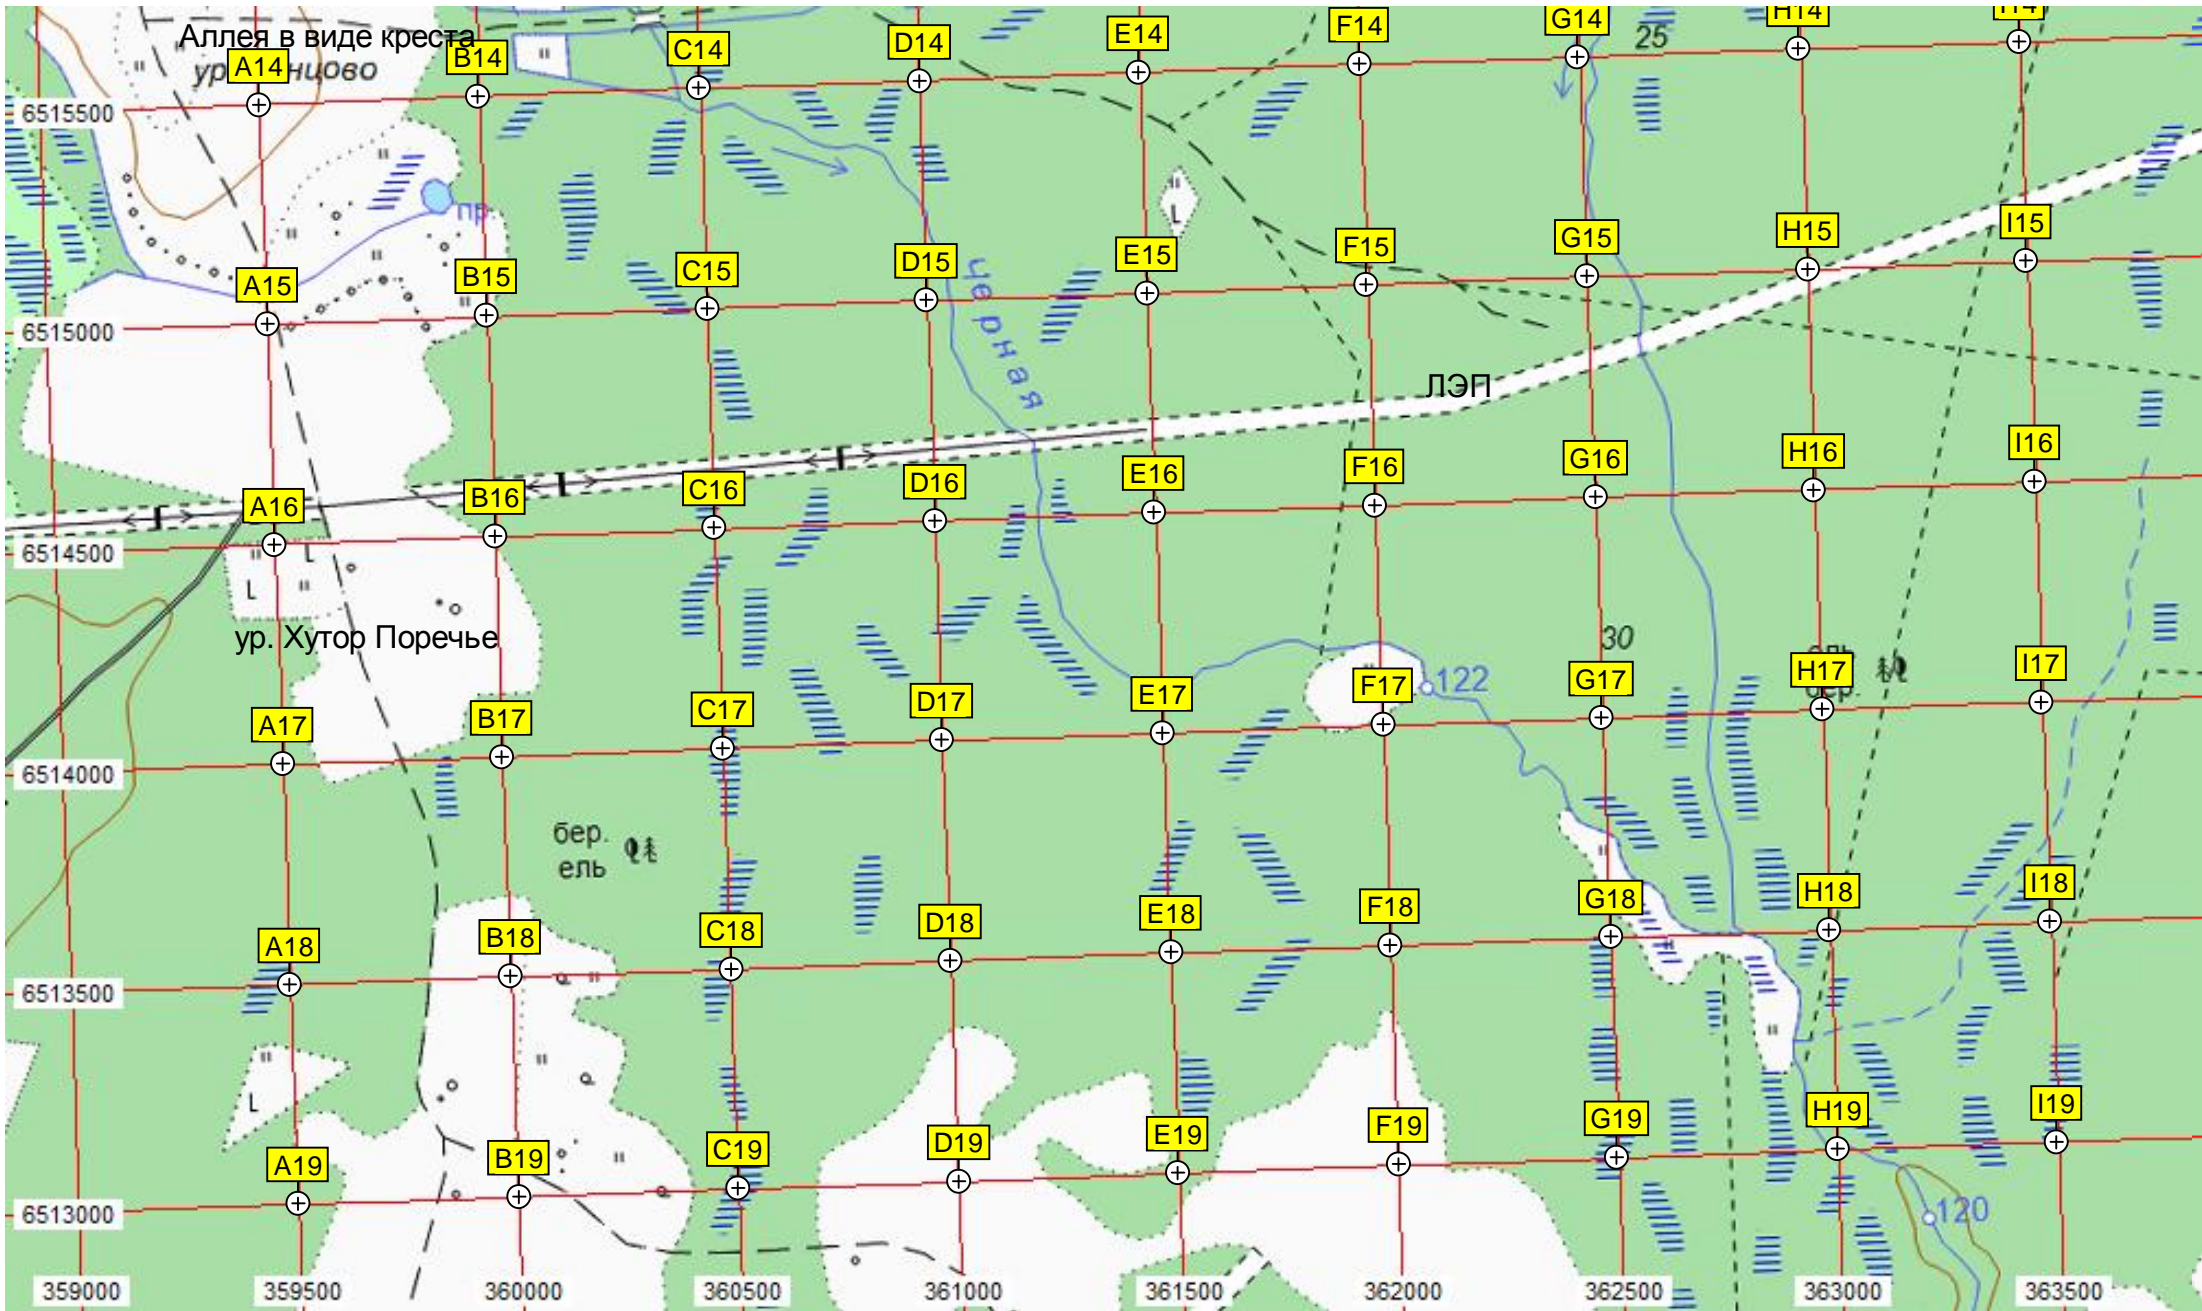 Аллея в виде креста
A14 B14 C14 D14 E14 F14 G14 H14 I14
25
6515500
пр
A15 B15 C15 D15 E15 F15 G15 H15 I15
6515000
Черная
ЛЭП
A16 B16 C16 D16 E16 F16 G16 H16 I16
6514500
ур. Хутор Поречье
30
122
A17 B17 C17 D17 E17 F17 G17 H17 I17
6514000
бер.
ель
A18 B18 C18 D18 E18 F18 G18 H18 I18
6513500
A19 B19 C19 D19 E19 F19 G19 H19 I19
6513000
120
359000 359500 360000 360500 361000 361500 362000 362500 363000 363500